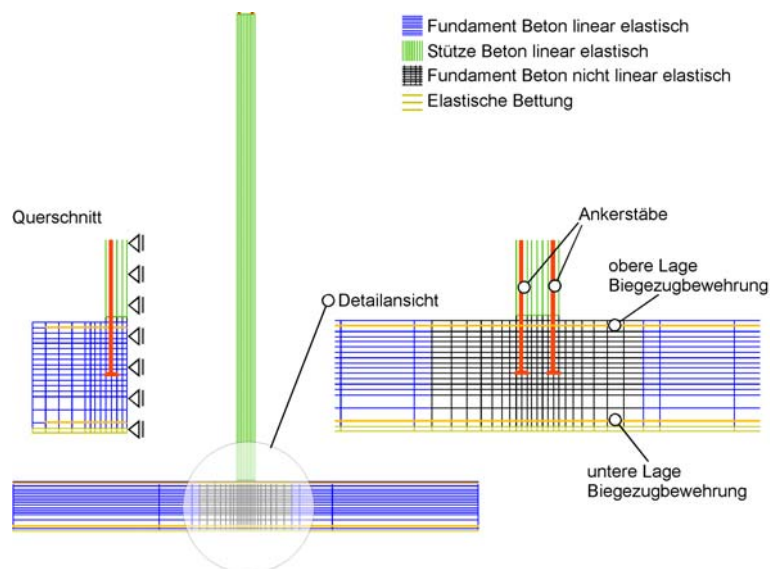 Fundament Beton linear elastisch
Stütze Beton linear elastisch
Fundament Beton nicht linear elastisch
Elastische Bettung
Querschnitt
Ankerstäbe
obere Lage
Biegezugbewehrung
Detailansicht
untere Lage
Biegezugbewehrung